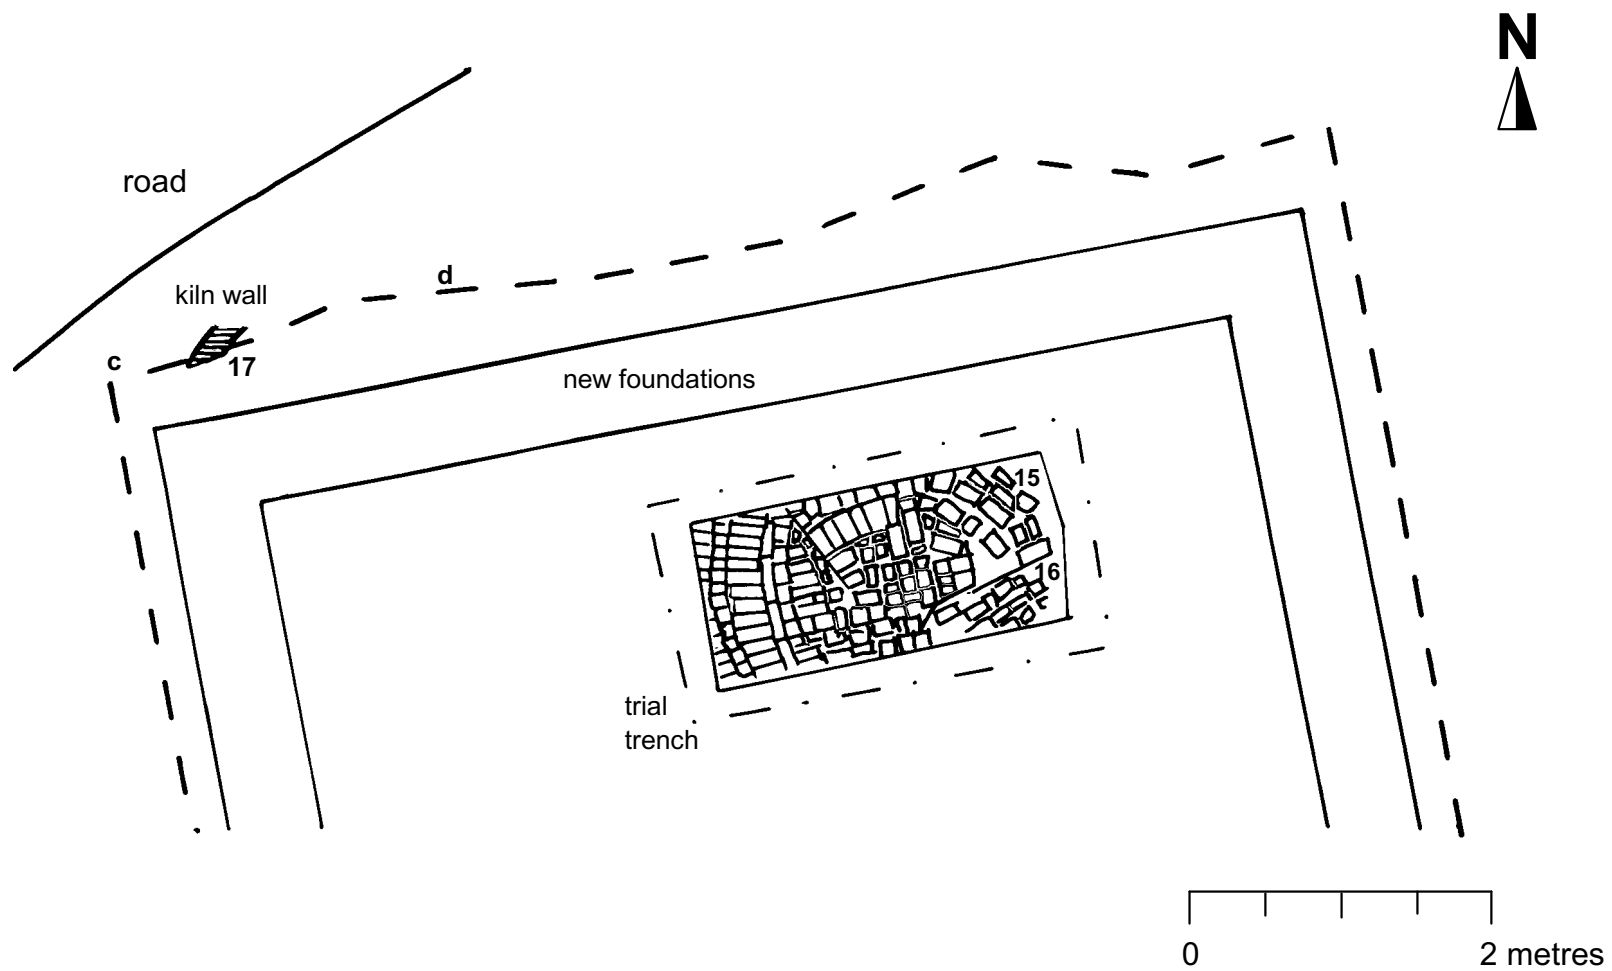 N
road
d
kiln wall
c
17
new foundations
15
16
trial
trench
0
2 metres